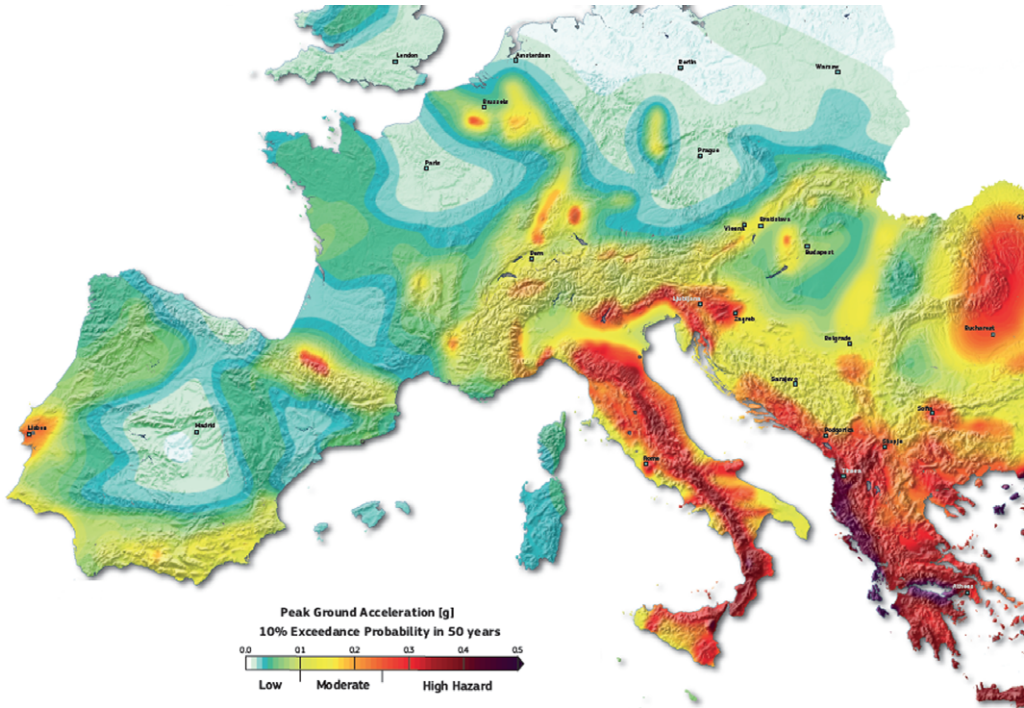 London
Amsterdam
Berlin
Warsaw
Brussels
Prague
Paris
Vienna
Bratislava
Budapest
Bern
Ljubljana
Zagreb
Bucharest
Belgrade
Sarajevo
Sofia
Lisboa
Madrid
Podgorica
Skopje
Rome
Tirana
Athens
Peak Ground Acceleration [g]
10% Exceedance Probability in 50 years
0.0 0.1 0.2 0.3 0.4 0.5
Low Moderate High Hazard